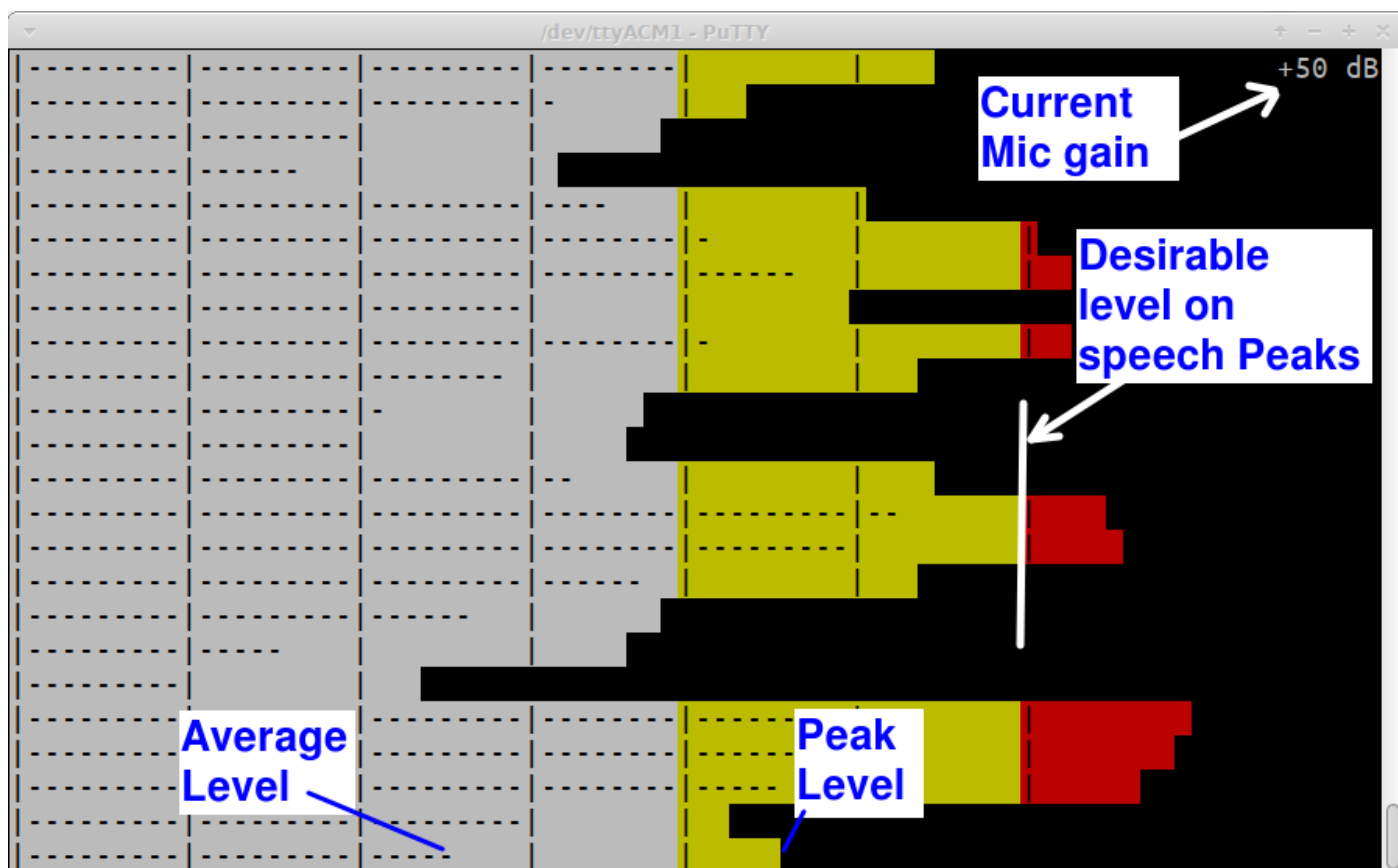 /dev/ttyACM1 - PuTTY
+50 dB
Current
Mic gain
Desirable
level on
speech Peaks
Average
Level
Peak
Level